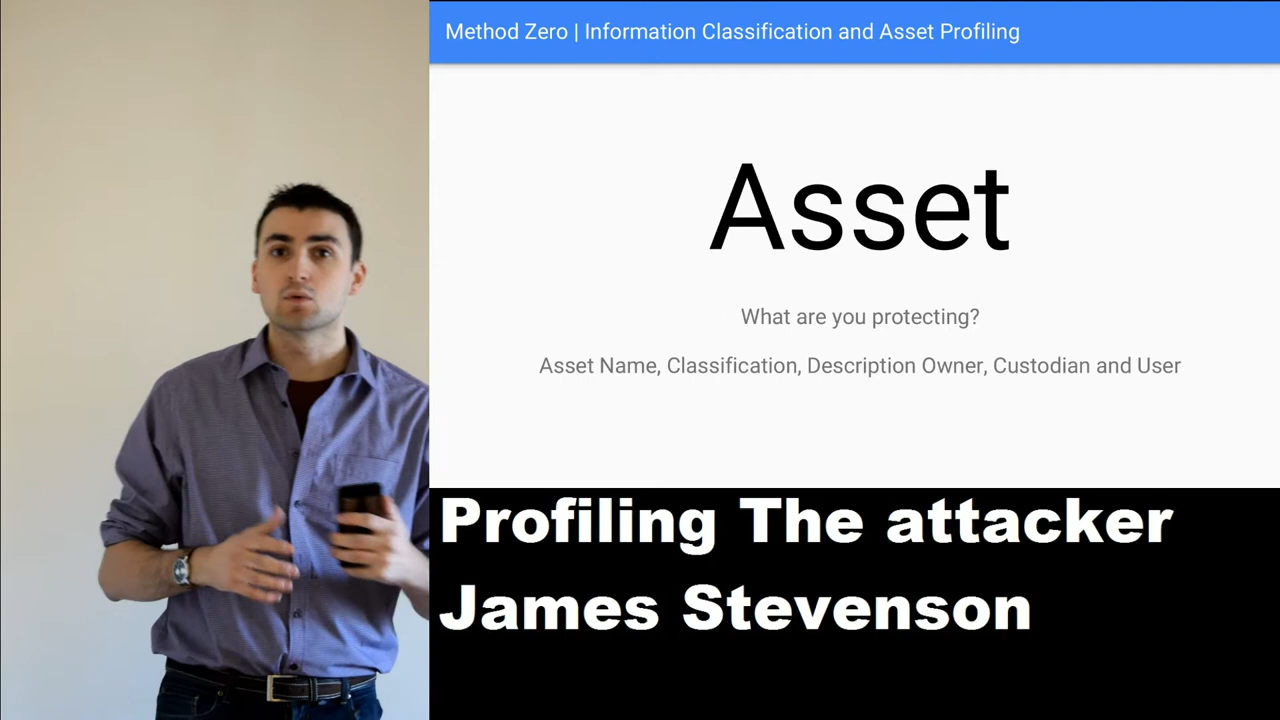 Method Zero | Information Classification and Asset Profiling
Asset
What are you protecting?
Asset Name, Classification, Description Owner, Custodian and User
Profiling The attacker
James Stevenson